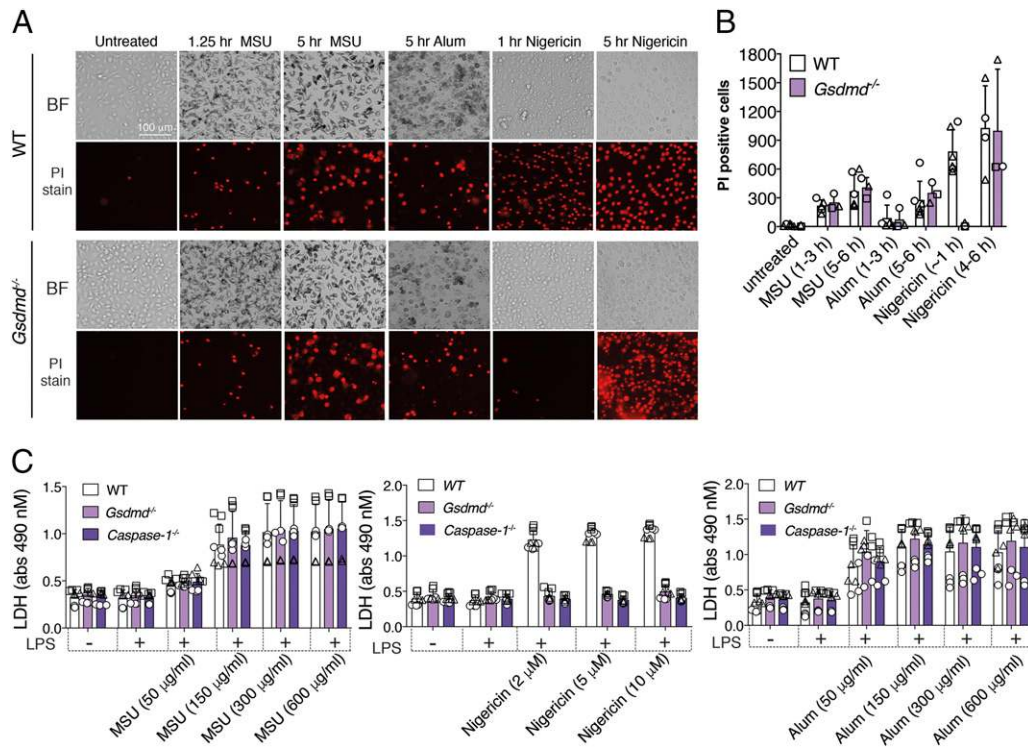 A
Untreated 1.25 hr MSU 5 hr MSU 5 hr Alum 1 hr Nigericin 5 hr Nigericin
WT
BF
100 µm
PI
stain
Gsdmd-/-
BF
PI
stain
B
PI positive cells
1800
1500
1200
900
600
300
0
WT
Gsdmd-/-
untreated
MSU (1-3 h)
MSU (5-6 h)
Alum (1-3 h)
Alum (5-6 h)
Nigericin (~1 h)
Nigericin (4-6 h)
C
LDH (abs 490 nM)
1.5
1.0
0.5
0.0
WT
Gsdmd-/-
Caspase-1-/-
LPS - + + + + +
MSU (50 µg/ml)
MSU (150 µg/ml)
MSU (300 µg/ml)
MSU (600 µg/ml)
LDH (abs 490 nM)
2.0
1.5
1.0
0.5
0.0
WT
Gsdmd-/-
Caspase-1-/-
LPS - + + + +
Nigericin (2 µM)
Nigericin (5 µM)
Nigericin (10 µM)
LDH (abs 490 nM)
2.0
1.5
1.0
0.5
0.0
WT
Gsdmd-/-
Caspase-1-/-
LPS - + + + + +
Alum (50 µg/ml)
Alum (150 µg/ml)
Alum (300 µg/ml)
Alum (600 µg/ml)